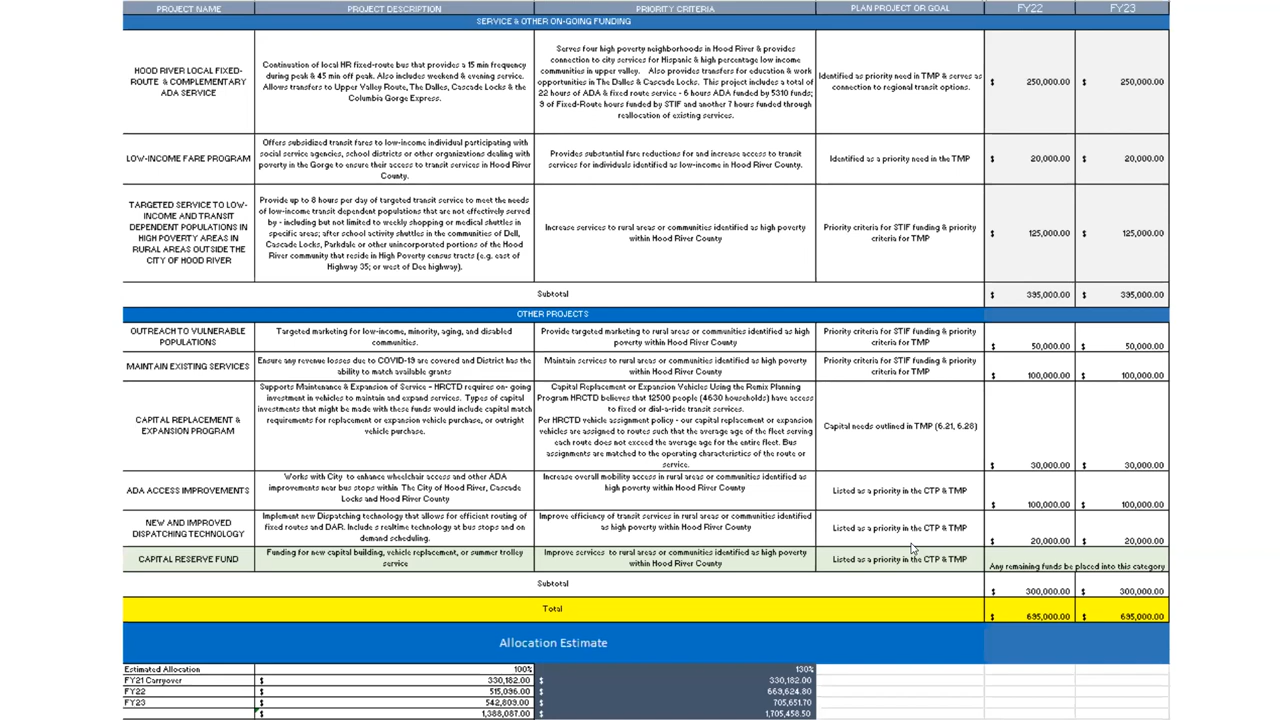 PROJECT NAME PROJECT DESCRIPTION PRIORITY CRITERIA PLAN PROJECT OR GOAL FY22 FY23
SERVICE & OTHER ON-GOING FUNDING
HOOD RIVER LOCAL FIXED-
ROUTE & COMPLEMENTARY
ADA SERVICE
Continuation of local HR fixed-route bus that provides a 15 min frequency
during peak & 45 min off peak. Also includes weekend & evening service.
Allows transfers to Upper Valley Route, The Dalles, Cascade Locks & the
Columbia Gorge Express.
Serves four high poverty neighborhoods in Hood River & provides
connection to city services for Hispanic & high percentage low income
communities in upper valley. Also provides transfers for education & work
opportunities in The Dalles & Cascade Locks. This project includes a total of
22 hours of ADA & fixed route service - 6 hours ADA funded by 5310 funds;
9 of Fixed-Route hours funded by STIF and another 7 hours funded through
reallocation of existing services.
Identified as priority need in TMP & serves as
connection to regional transit options.
$ 250,000.00 $ 250,000.00
LOW-INCOME FARE PROGRAM
Offers subsidized transit fares to low-income individual participating with
social service agencies, school districts or other organizations dealing with
poverty in the Gorge to ensure their access to transit services in Hood River
County.
Provides substantial fare reductions for and increase access to transit
services for individuals identified as low-income in Hood River County.
Identified as a priority need in the TMP
$ 20,000.00 $ 20,000.00
TARGETED SERVICE TO LOW-
INCOME AND TRANSIT
DEPENDENT POPULATIONS IN
HIGH POVERTY AREAS IN
RURAL AREAS OUTSIDE THE
CITY OF HOOD RIVER
Provide up to 8 hours per day of targeted transit service to meet the needs
of low-income transit dependent populations that are not effectively served
by - including but not limited to weekly shopping or medical shuttles in
specific areas; after school activity shuttles in the communities of Dell,
Cascade Locks, Parkdale or other unincorporated portions of the Hood
River community that reside in High Poverty census tracts (e.g. east of
Highway 35; or west of Dee highway).
Increase services to rural areas or communities identified as high poverty
within Hood River County
Priority criteria for STIF funding & priority
criteria for TMP
$ 125,000.00 $ 125,000.00
Subtotal $ 395,000.00 $ 395,000.00
OTHER PROJECTS
OUTREACH TO VULNERABLE
POPULATIONS
Targeted marketing for low-income, minority, aging, and disabled
communities.
Provide targeted marketing to rural areas or communities identified as high
poverty within Hood River County
Priority criteria for STIF funding & priority
criteria for TMP
$ 50,000.00 $ 50,000.00
MAINTAIN EXISTING SERVICES
Ensure any revenue losses due to COVID-19 are covered and District has the
ability to match available grants
Maintain services to rural areas or communities identified as high poverty
within Hood River County
Priority criteria for STIF funding & priority
criteria for TMP
$ 100,000.00 $ 100,000.00
CAPITAL REPLACEMENT
& EXPANSION PROGRAM
Supports Maintenance & Expansion of Service - HRCTD requires on- going
investment in vehicles to maintain and expand services. Types of capital
investments that might be made with these funds would include capital match
requirements for replacement or expansion vehicle purchase, or outright
vehicle purchase.
Capital Replacement or Expansion Vehicles Using the Remix Planning
Program HRCTD believes that 12500 people (4630 households) have access
to fixed or dial-a-ride transit services.
Per HRCTD vehicle assignment policy - our capital replacement or expansion
vehicles are assigned to routes such that the average age of the fleet serving
each route does not exceed the average age for the entire fleet. Bus
assignments are matched to the operating characteristics of the route or
service.
Capital needs outlined in TMP (6.21, 6.28)
$ 30,000.00 $ 30,000.00
ADA ACCESS IMPROVEMENTS
Works with City to enhance wheelchair access and other ADA
improvements near bus stops within The City of Hood River, Cascade
Locks and Hood River County
Increase overall mobility access in rural areas or communities identified as
high poverty within Hood River County
Listed as a priority in the CTP & TMP
$ 100,000.00 $ 100,000.00
NEW AND IMPROVED
DISPATCHING TECHNOLOGY
Implement new Dispatching technology that allows for efficient routing of
fixed routes and DAR. Include s realtime technology at bus stops and on
demand scheduling.
Improve efficiency of transit services in rural areas or communities identified
as high poverty within Hood River County
Listed as a priority in the CTP & TMP
$ 20,000.00 $ 20,000.00
CAPITAL RESERVE FUND
Funding for new capital building, vehicle replacement, or summer trolley
service
Improve services to rural areas or communities identified as high poverty
within Hood River County
Listed as a priority in the CTP & TMP
Any remaining funds be placed into this category
Subtotal $ 300,000.00 $ 300,000.00
Total $ 695,000.00 $ 695,000.00
Allocation Estimate
Estimated Allocation 100% 130%
FY21 Carryover $ 330,182.00 $ 330,182.00
FY22 $ 515,096.00 $ 669,624.80
FY23 $ 542,809.00 $ 705,651.70
$ 1,388,087.00 $ 1,705,458.50